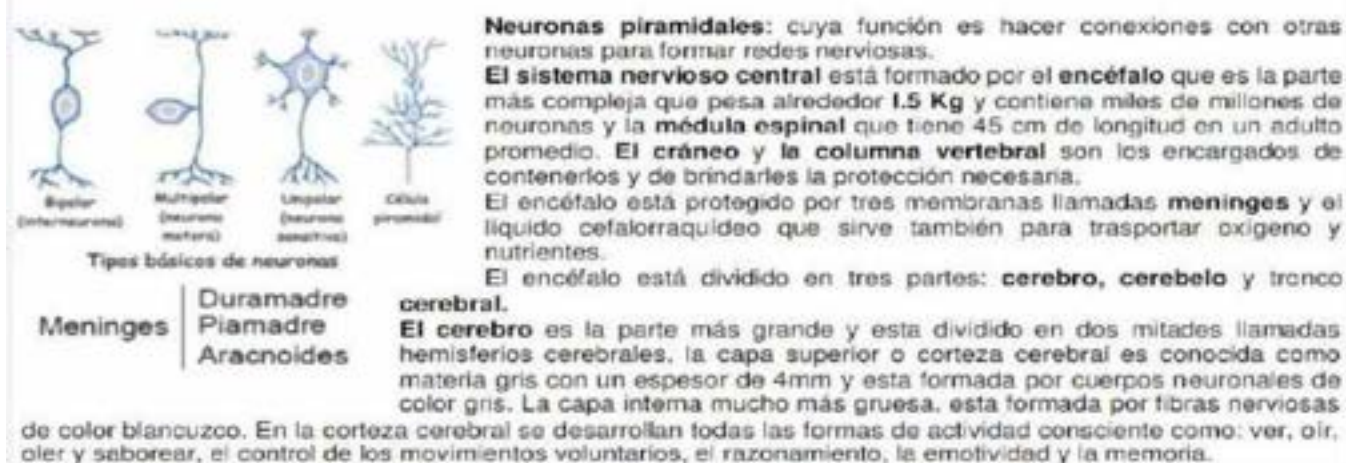 Neuronas piramidales: cuya función es hacer conexiones con otras
neuronas para formar redes nerviosas.
El sistema nervioso central está formado por el encéfalo que es la parte
más compleja que pesa alrededor 1.5 Kg y contiene miles de millones de
neuronas y la médula espinal que tiene 45 cm de longitud en un adulto
promedio. El cráneo y la columna vertebral son los encargados de
contenerlos y de brindarles la protección necesaria.
El encéfalo está protegido por tres membranas llamadas meninges y el
líquido cefalorraquídeo que sirve también para trasportar oxígeno y
nutrientes.
El encéfalo está dividido en tres partes: cerebro, cerebelo y tronco
cerebral.
El cerebro es la parte más grande y esta dividido en dos mitades llamadas
hemisferios cerebrales. la capa superior o corteza cerebral es conocida como
materia gris con un espesor de 4mm y esta formada por cuerpos neuronales de
color gris. La capa interna mucho más gruesa. esta formada por fibras nerviosas
de color blancuzco. En la corteza cerebral se desarrollan todas las formas de actividad consciente como: ver, oír,
oler y saborear, el control de los movimientos voluntarios, el razonamiento, la emotividad y la memoria.
Bipolar
(interneurona)
Multipolar
(neurona
motora)
Unipolar
(neurona
sensitiva)
Célula
piramidal
Tipos básicos de neuronas
Meninges
Duramadre
Piamadre
Aracnoides